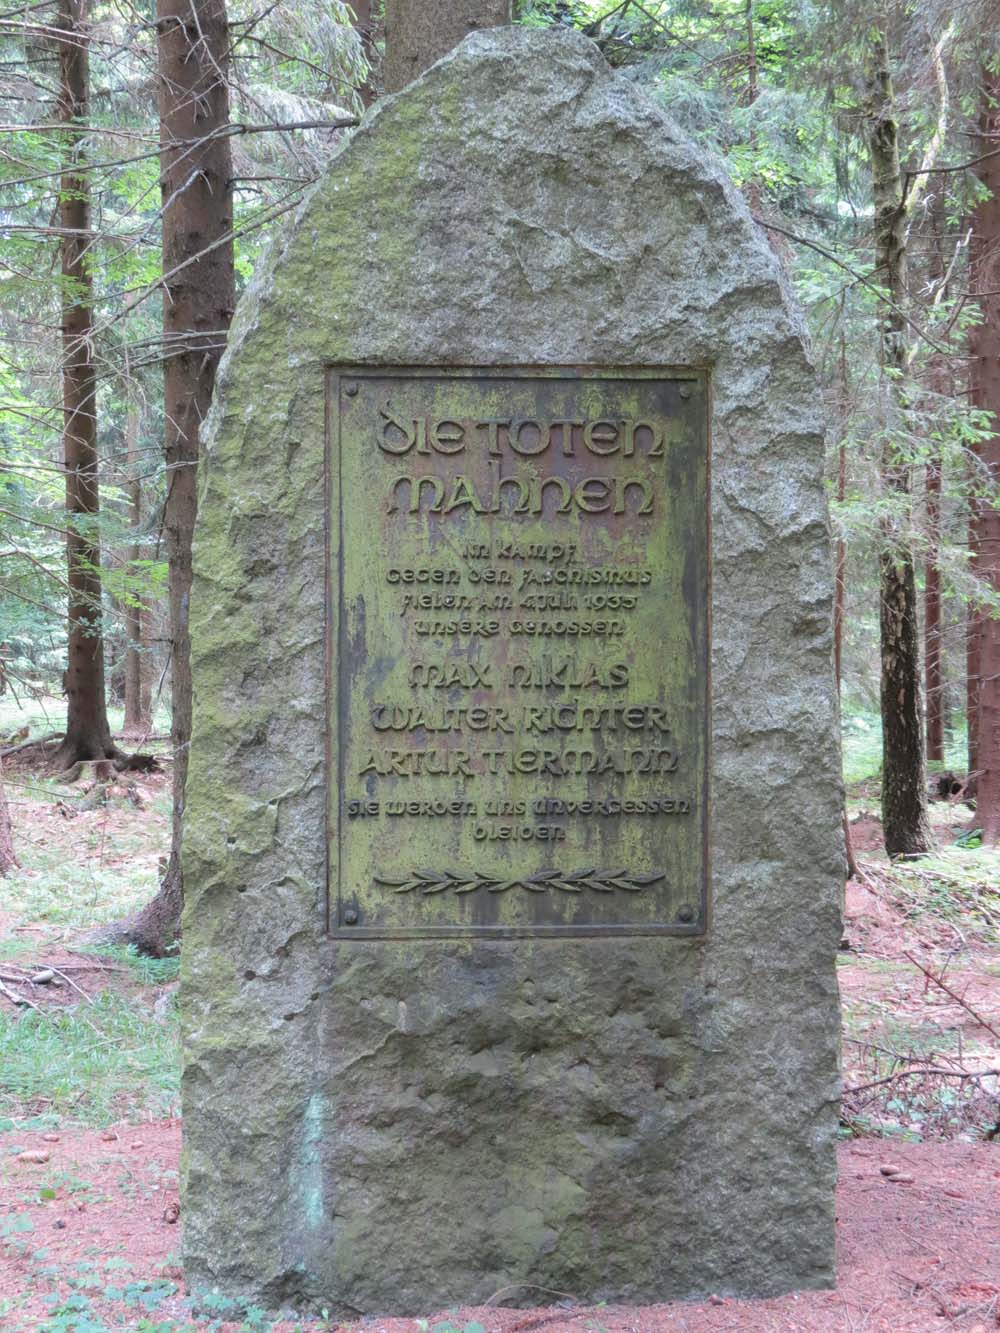 DIE TOTEN
MAHNEN
IM KAMPF
GEGEN DEN FASCHISMUS
FIELEN AM 4. JULI 1935
UNSERE GENOSSEN
MAX NIKLAS
WALTER RICHTER
ARTUR TIERMANN
SIE WERDEN UNS UNVERGESSEN
BLEIBEN